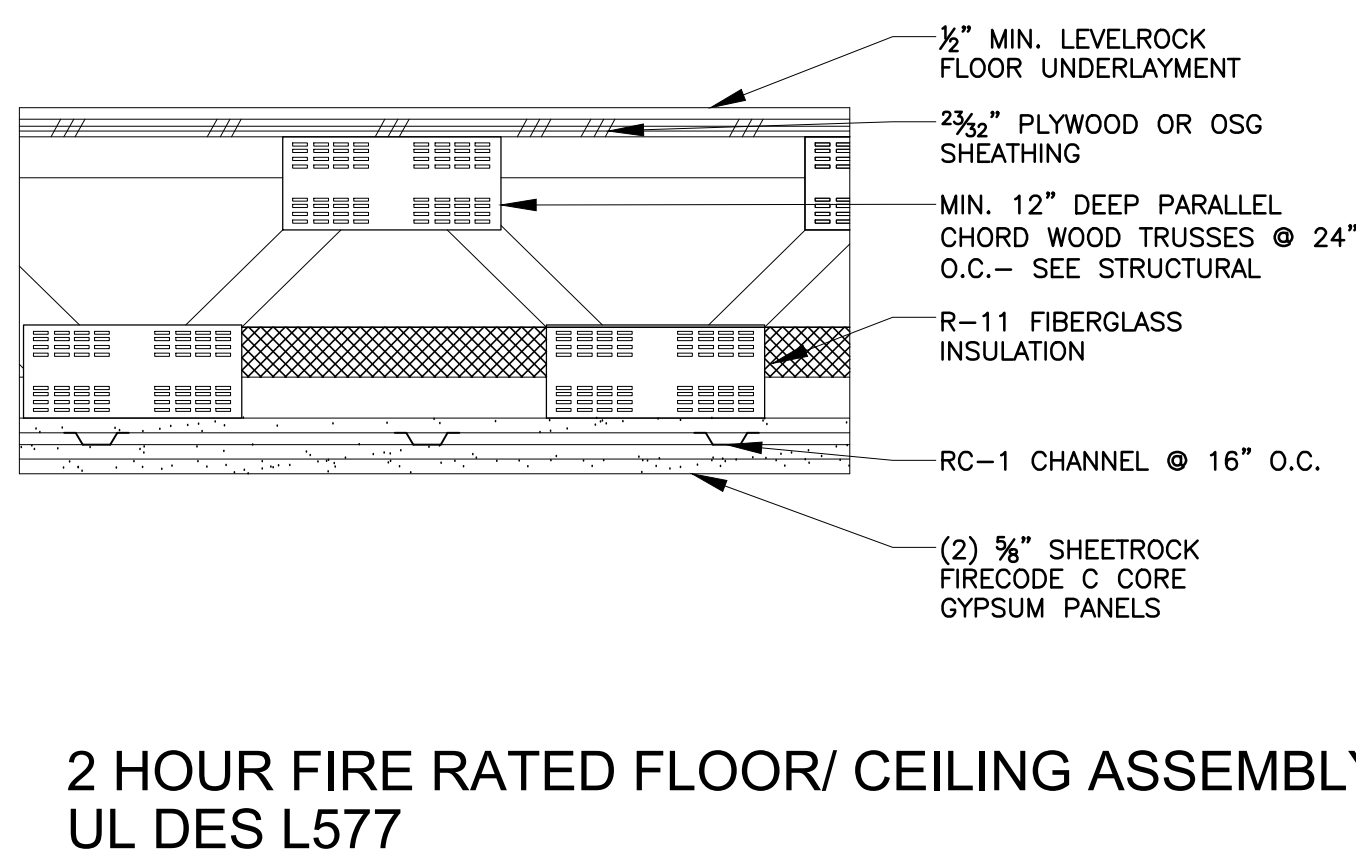 ½" MIN. LEVELROCK
FLOOR UNDERLAYMENT
23⁄32" PLYWOOD OR OSG
SHEATHING
MIN. 12" DEEP PARALLEL
CHORD WOOD TRUSSES @ 24"
O.C.– SEE STRUCTURAL
R–11 FIBERGLASS
INSULATION
RC–1 CHANNEL @ 16" O.C.
(2) ⅝" SHEETROCK
FIRECODE C CORE
GYPSUM PANELS
2 HOUR FIRE RATED FLOOR/ CEILING ASSEMBLY
UL DES L577